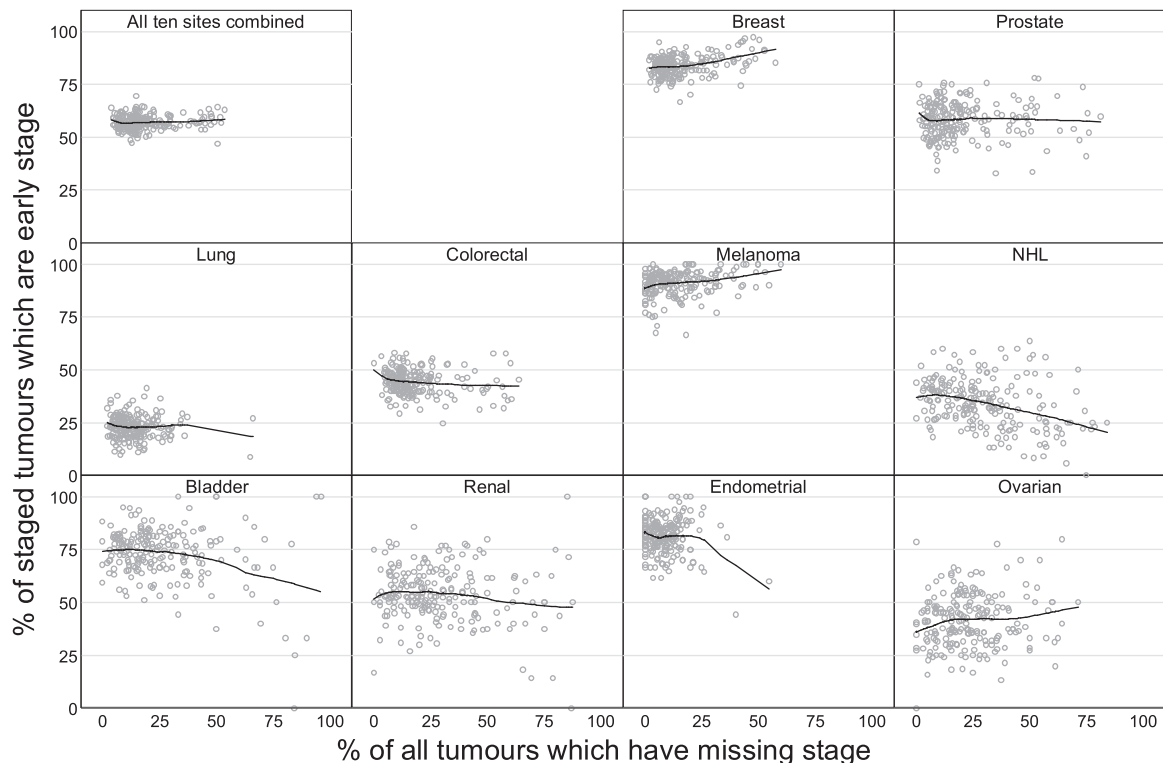 % of staged tumours which are early stage
All ten sites combined
Breast
Prostate
100
75
50
25
0
Lung
Colorectal
Melanoma
NHL
100
75
50
25
0
Bladder
Renal
Endometrial
Ovarian
100
75
50
25
0
0 25 50 75 100 0 25 50 75 100 0 25 50 75 100 0 25 50 75 100
% of all tumours which have missing stage